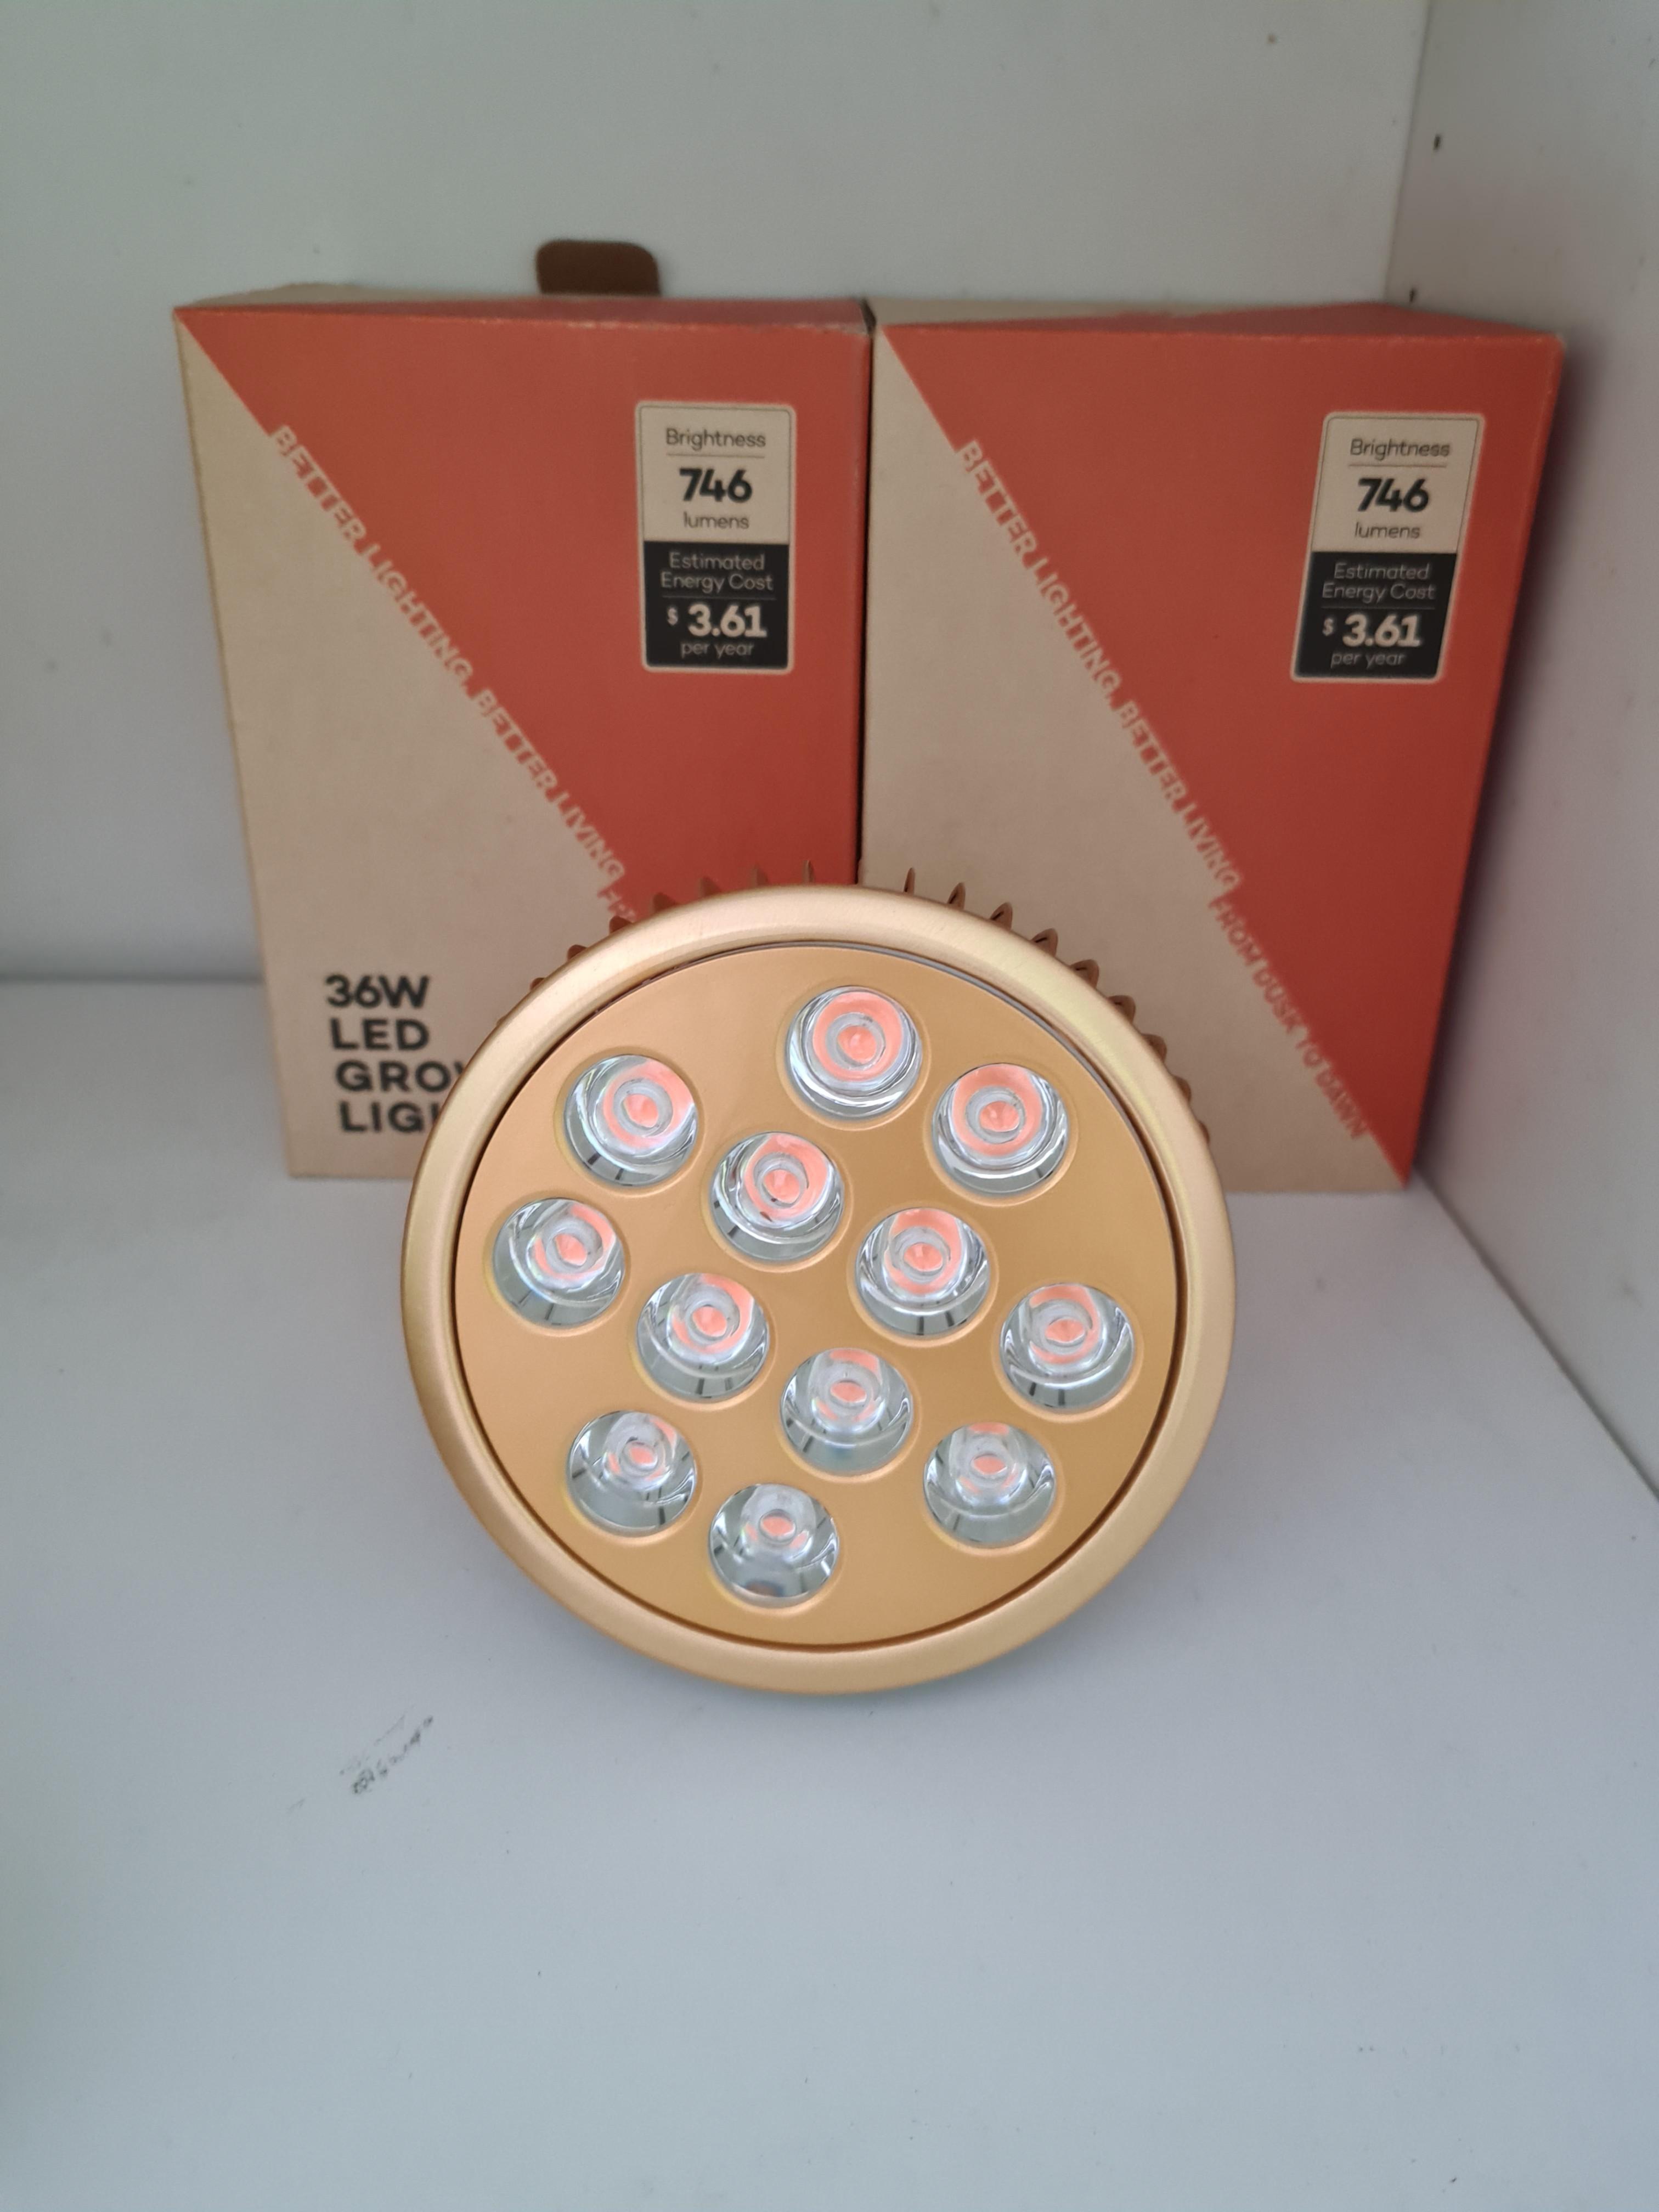 Brightness
746
lumens
Estimated
Energy Cost
$ 3.61
per year
BETTER LIGHTING, BETTER LIVING
36W
LED
Brightness
746
lumens
Estimated
Energy Cost
$ 3.61
per year
BETTER LIGHTING, BETTER LIVING FROM DUSK TO DAWN